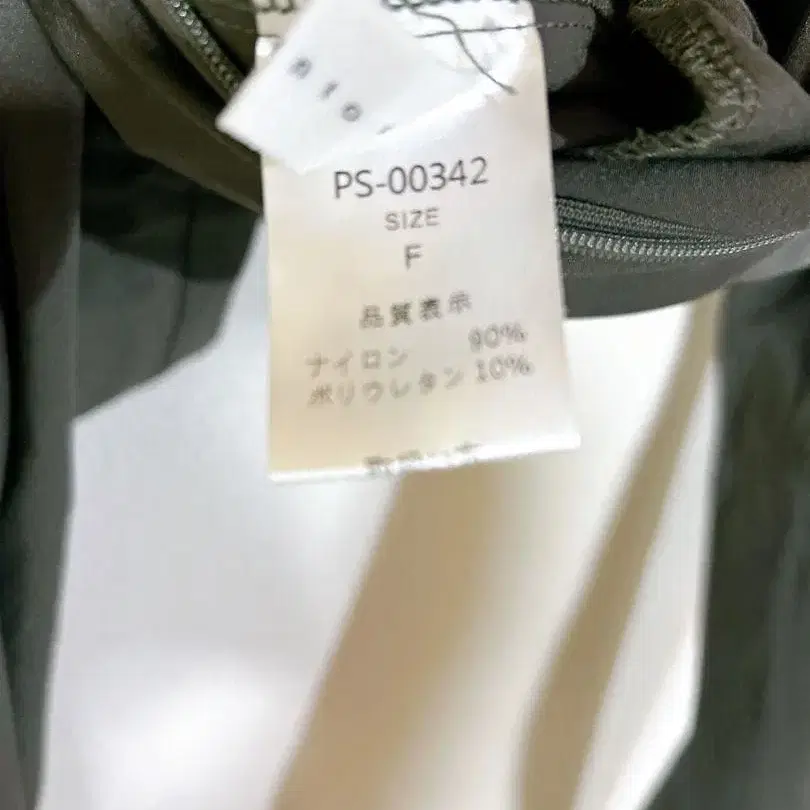 PS-00342
SIZE
F
品質表示
ナイロン 90%
ポリウレタン 10%